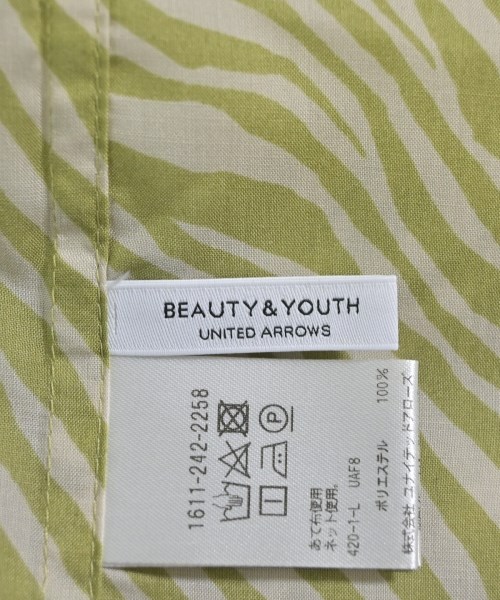 BEAUTY&YOUTH
UNITED ARROWS
1611-242-2258
P
あて布使用
ネット使用。
420-1-L UAF8
ポリエステル 100%
株式会社 ユナイテッドアローズ